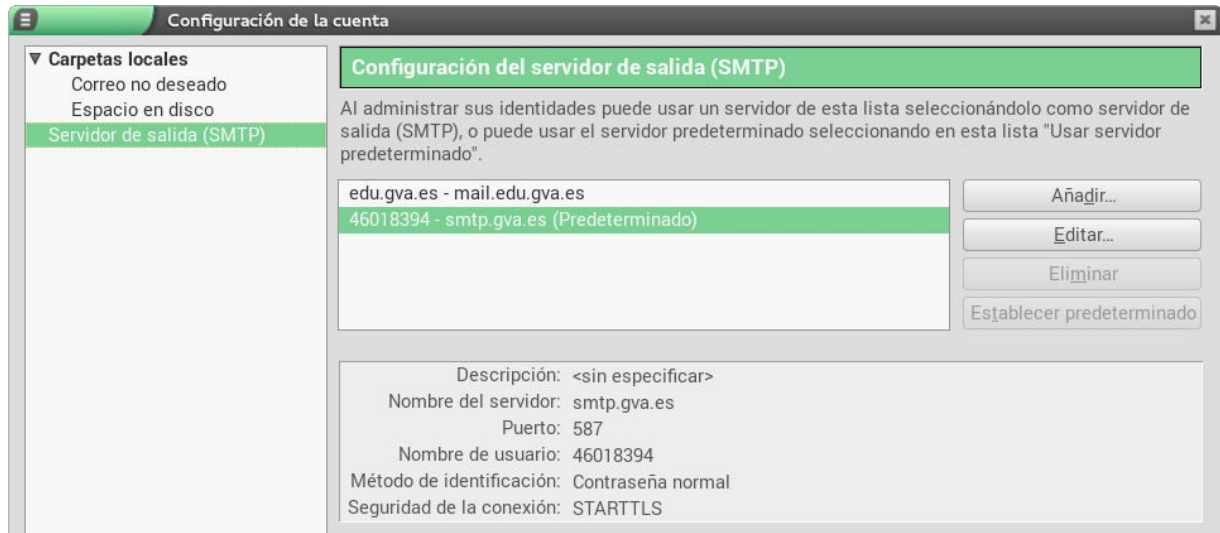 Configuración de la cuenta
Carpetas locales
Correo no deseado
Espacio en disco
Servidor de salida (SMTP)
Configuración del servidor de salida (SMTP)
Al administrar sus identidades puede usar un servidor de esta lista seleccionándolo como servidor de
salida (SMTP), o puede usar el servidor predeterminado seleccionando en esta lista "Usar servidor
predeterminado".
edu.gva.es - mail.edu.gva.es
46018394 - smtp.gva.es (Predeterminado)
Añadir...
Editar...
Eliminar
Establecer predeterminado
Descripción: <sin especificar>
Nombre del servidor: smtp.gva.es
Puerto: 587
Nombre de usuario: 46018394
Método de identificación: Contraseña normal
Seguridad de la conexión: STARTTLS